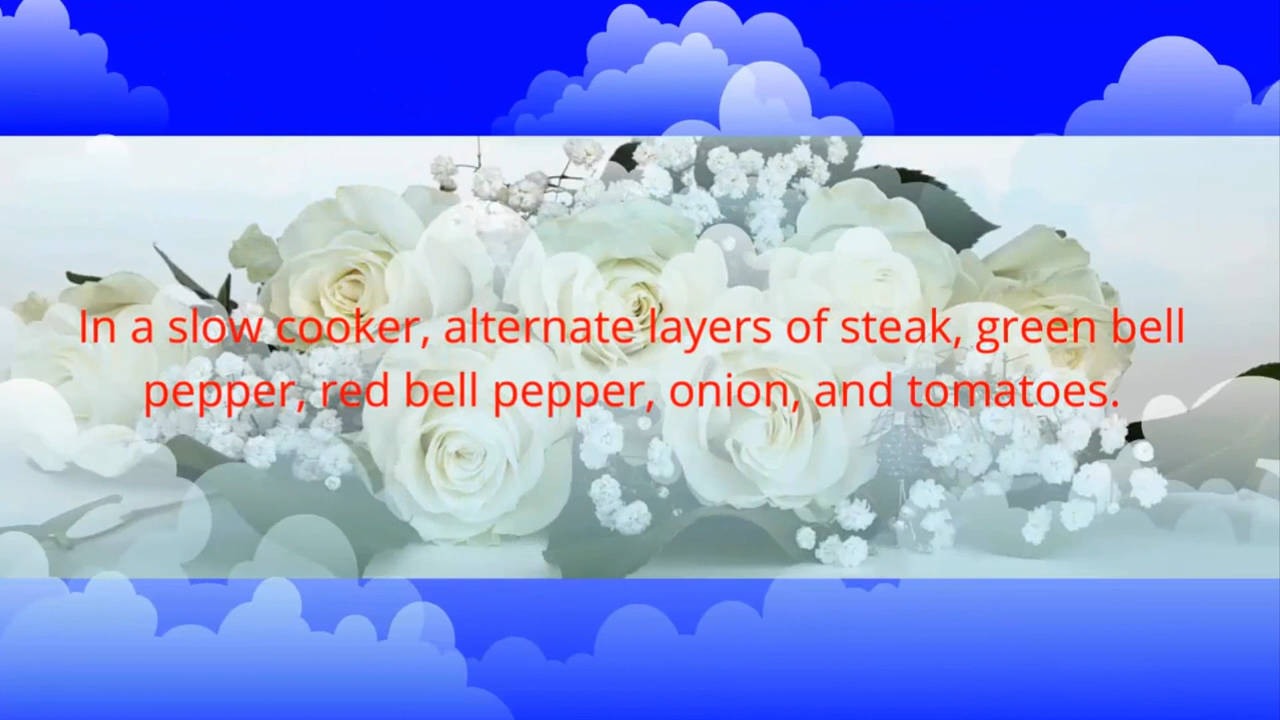 In a slow cooker, alternate layers of steak, green bell
pepper, red bell pepper, onion, and tomatoes.